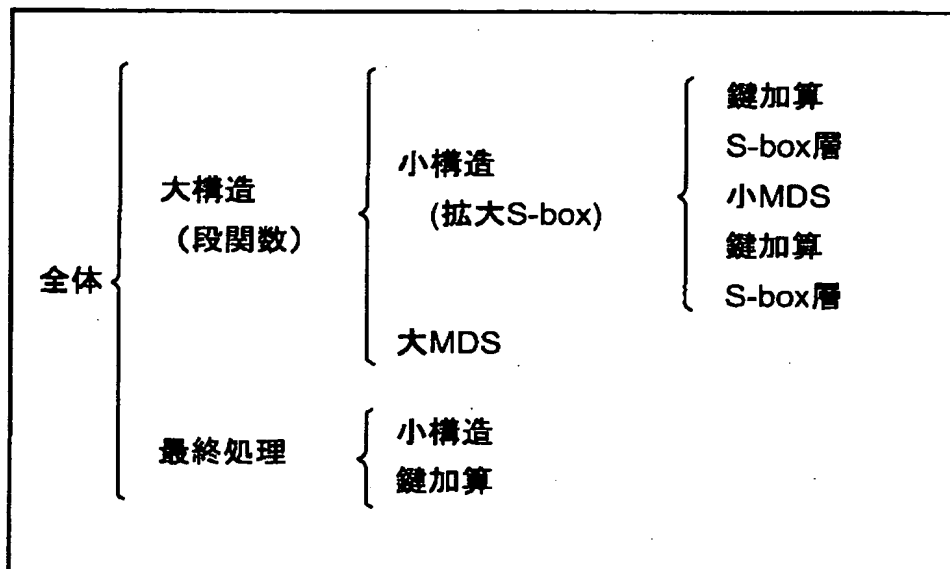 全体
大構造
（段関数）
小構造
(拡大S-box)
鍵加算
S-box層
小MDS
鍵加算
S-box層
大MDS
最終処理
小構造
鍵加算